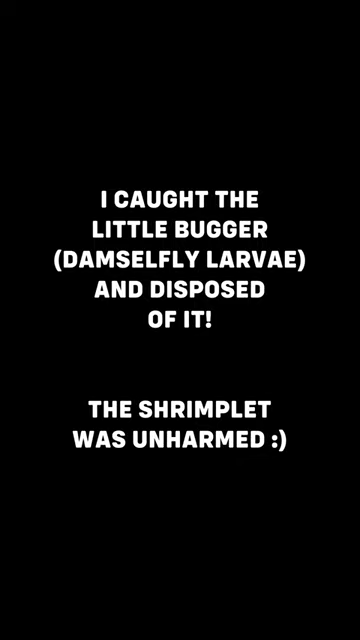 I CAUGHT THE
LITTLE BUGGER
(DAMSELFLY LARVAE)
AND DISPOSED
OF IT!
THE SHRIMPLET
WAS UNHARMED :)